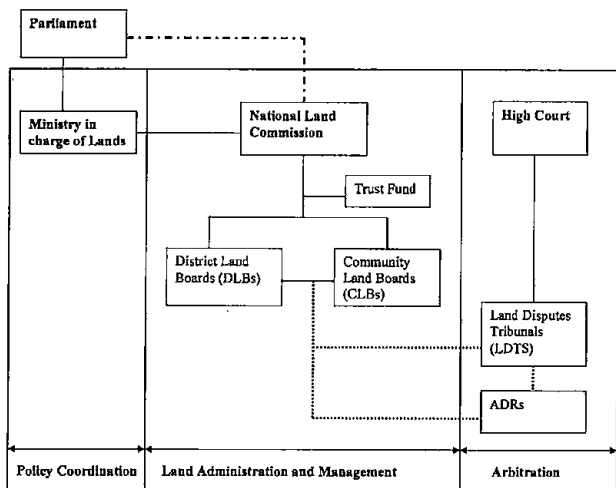 Parliament
Ministry in
charge of Lands
National Land
Commission
High Court
Trust Fund
District Land
Boards (DLBs)
Community
Land Boards
(CLBs)
Land Disputes
Tribunals
(LDTS)
ADRs
Policy Coordination
Land Administration and Management
Arbitration